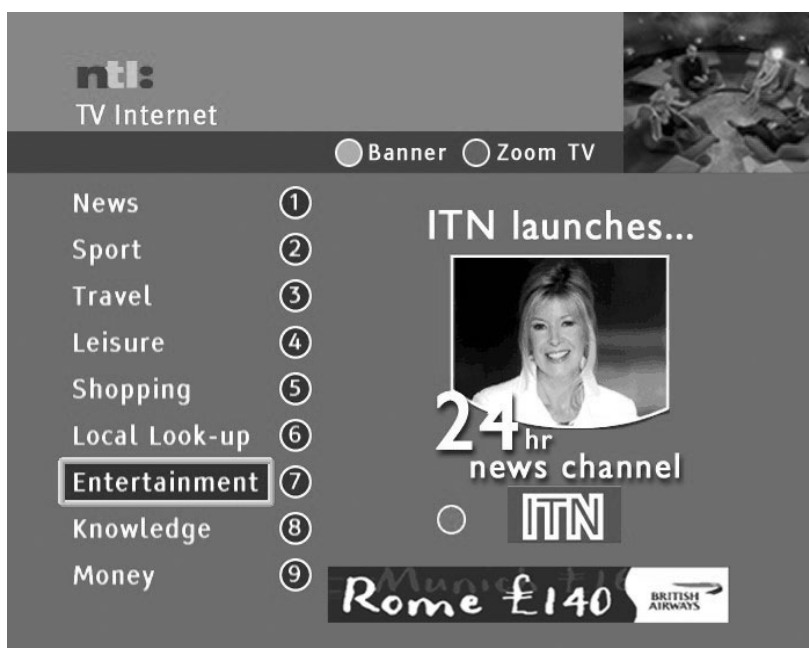 ntl:
TV Internet
Banner Zoom TV
News 1
Sport 2
Travel 3
Leisure 4
Shopping 5
Local Look-up 6
Entertainment 7
Knowledge 8
Money 9
ITN launches...
24hr
news channel
ITN
Munich
Rome £140
BRITISH AIRWAYS